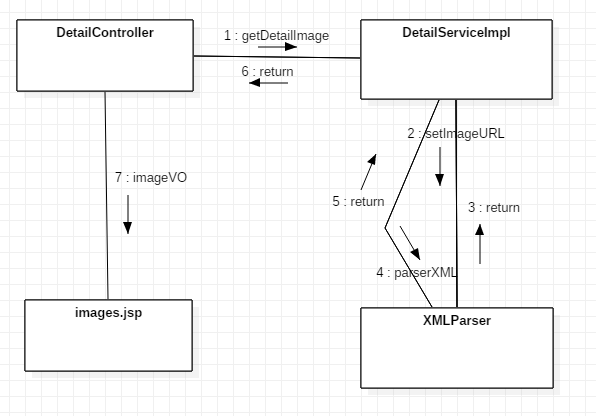 DetailController
DetailServiceImpl
1 : getDetailImage
6 : return
2 : setImageURL
7 : imageVO
5 : return
3 : return
4 : parserXML
images.jsp
XMLParser